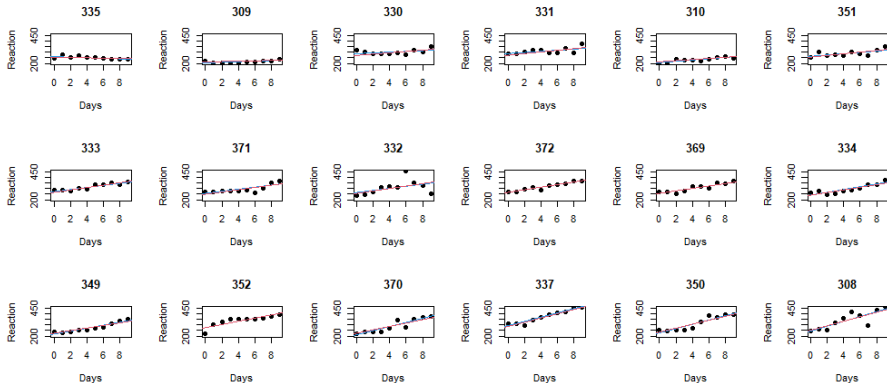 335 309 330 331 310 351
Reaction 200 450 Reaction 200 450 Reaction 200 450 Reaction 200 450 Reaction 200 450 Reaction 200 450
0 2 4 6 8 0 2 4 6 8 0 2 4 6 8 0 2 4 6 8 0 2 4 6 8 0 2 4 6 8
Days Days Days Days Days Days
333 371 332 372 369 334
Reaction 200 450 Reaction 200 450 Reaction 200 450 Reaction 200 450 Reaction 200 450 Reaction 200 450
0 2 4 6 8 0 2 4 6 8 0 2 4 6 8 0 2 4 6 8 0 2 4 6 8 0 2 4 6 8
Days Days Days Days Days Days
349 352 370 337 350 308
Reaction 200 450 Reaction 200 450 Reaction 200 450 Reaction 200 450 Reaction 200 450 Reaction 200 450
0 2 4 6 8 0 2 4 6 8 0 2 4 6 8 0 2 4 6 8 0 2 4 6 8 0 2 4 6 8
Days Days Days Days Days Days